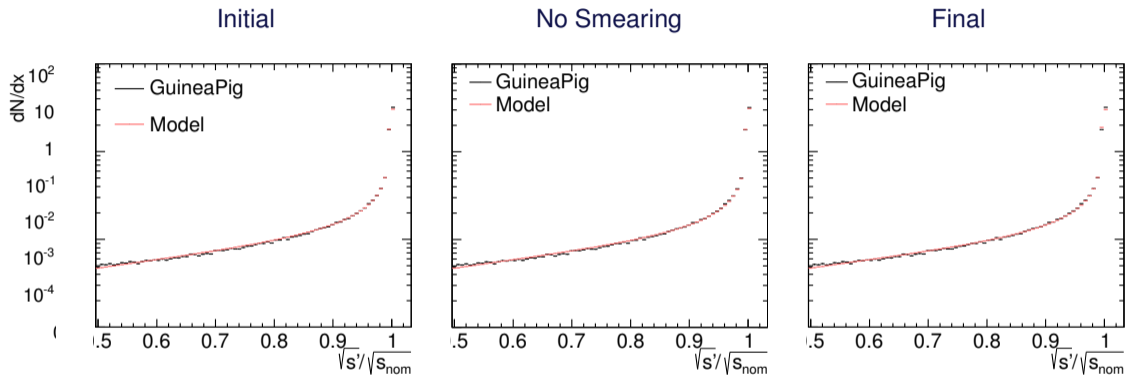 Initial
No Smearing
Final
dN/dx
10²
10
1
10⁻¹
10⁻²
10⁻³
10⁻⁴
GuineaPig
Model
GuineaPig
Model
GuineaPig
Model
.5 0.6 0.7 0.8 0.9 1
√s'/√s_nom
.5 0.6 0.7 0.8 0.9 1
√s'/√s_nom
.5 0.6 0.7 0.8 0.9 1
√s'/√s_nom